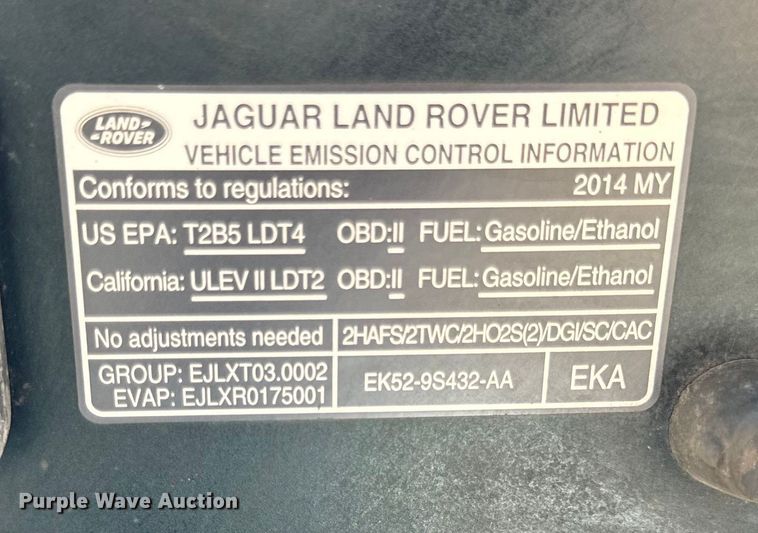 LAND-
-ROVER
JAGUAR LAND ROVER LIMITED
VEHICLE EMISSION CONTROL INFORMATION
Conforms to regulations: 2014 MY
US EPA: T2B5 LDT4 OBD:II FUEL: Gasoline/Ethanol
California: ULEV II LDT2 OBD:II FUEL: Gasoline/Ethanol
No adjustments needed 2HAFS/2TWC/2HO2S(2)/DGI/SC/CAC
GROUP: EJLXT03.0002
EVAP: EJLXR0175001
EK52-9S432-AA
EKA
Purple Wave Auction